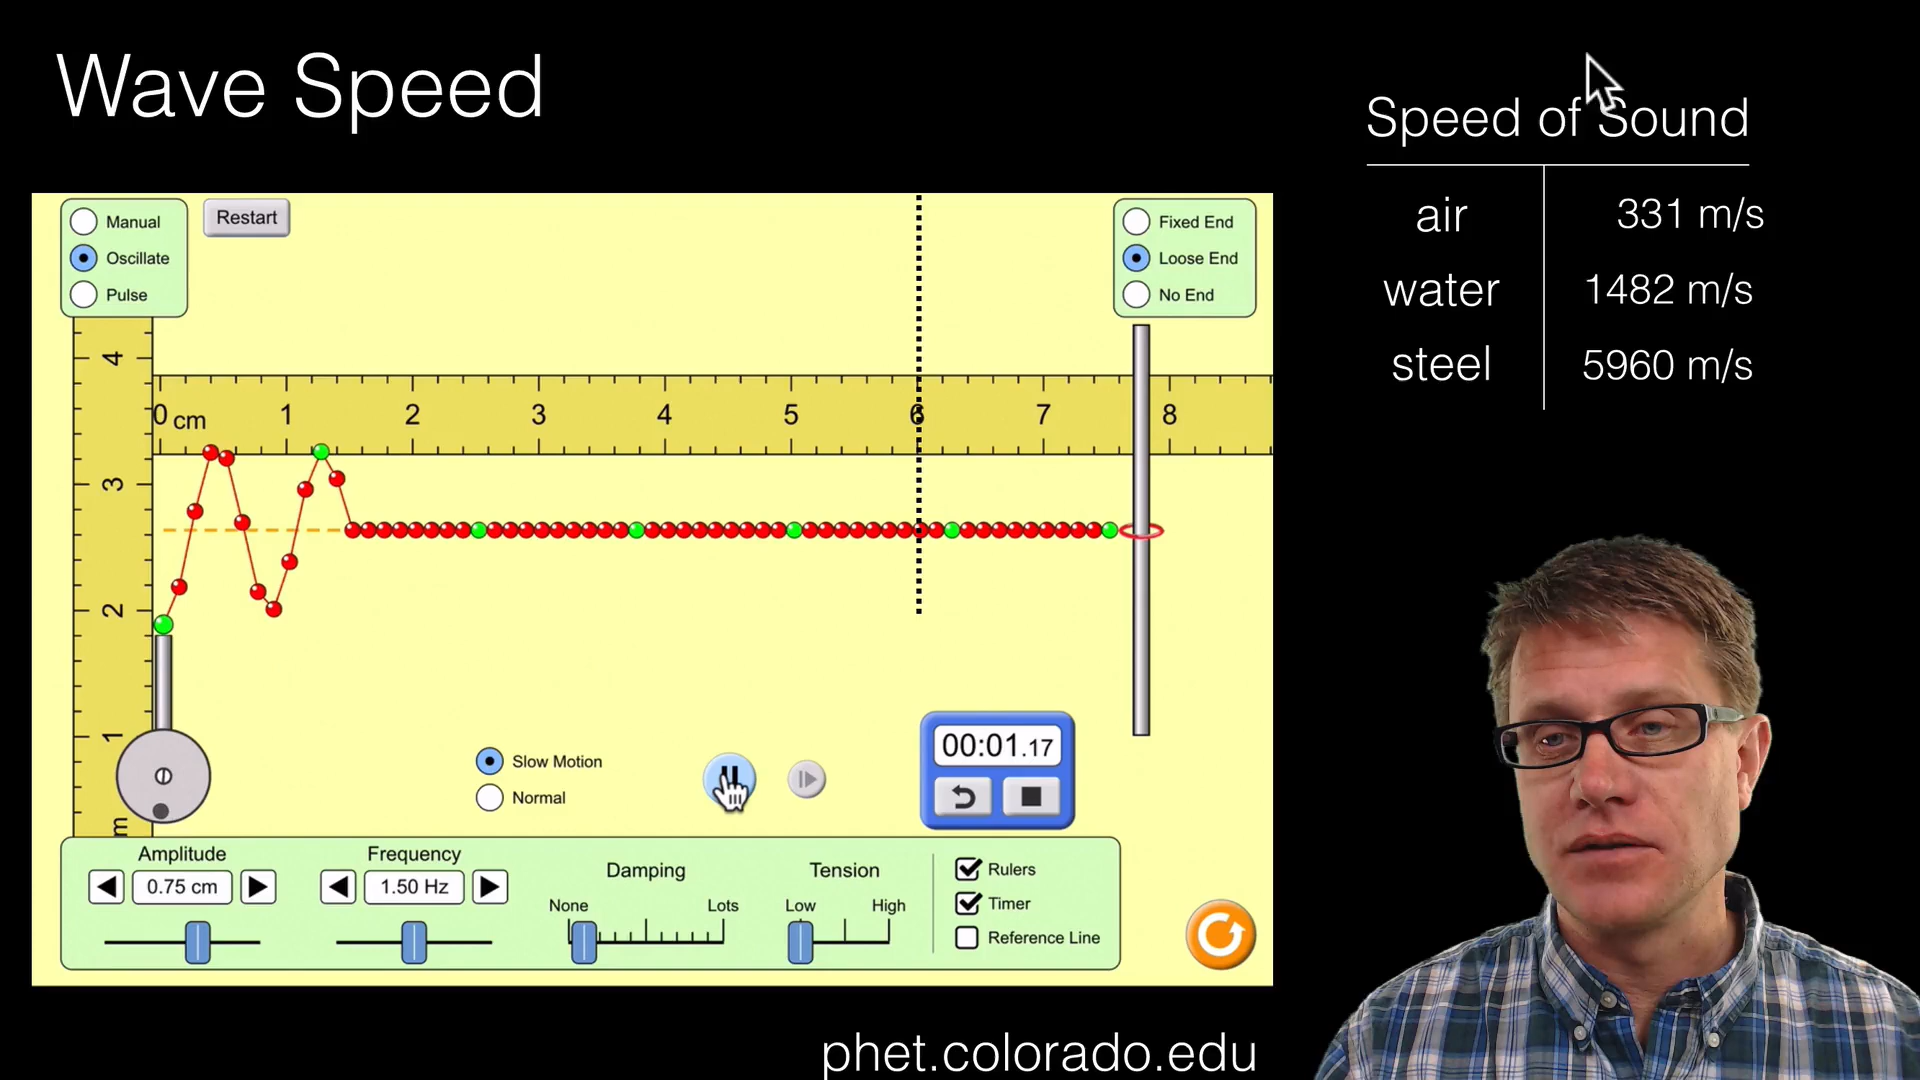 Wave Speed
Speed of Sound
air 331 m/s
water 1482 m/s
steel 5960 m/s
Manual
Oscillate
Pulse
Restart
Fixed End
Loose End
No End
0 cm 1 2 3 4 5 6 7 8
4
3
2
1
m
Slow Motion
Normal
00:01.17
Amplitude
0.75 cm
Frequency
1.50 Hz
Damping
None Lots
Tension
Low High
Rulers
Timer
Reference Line
phet.colorado.edu